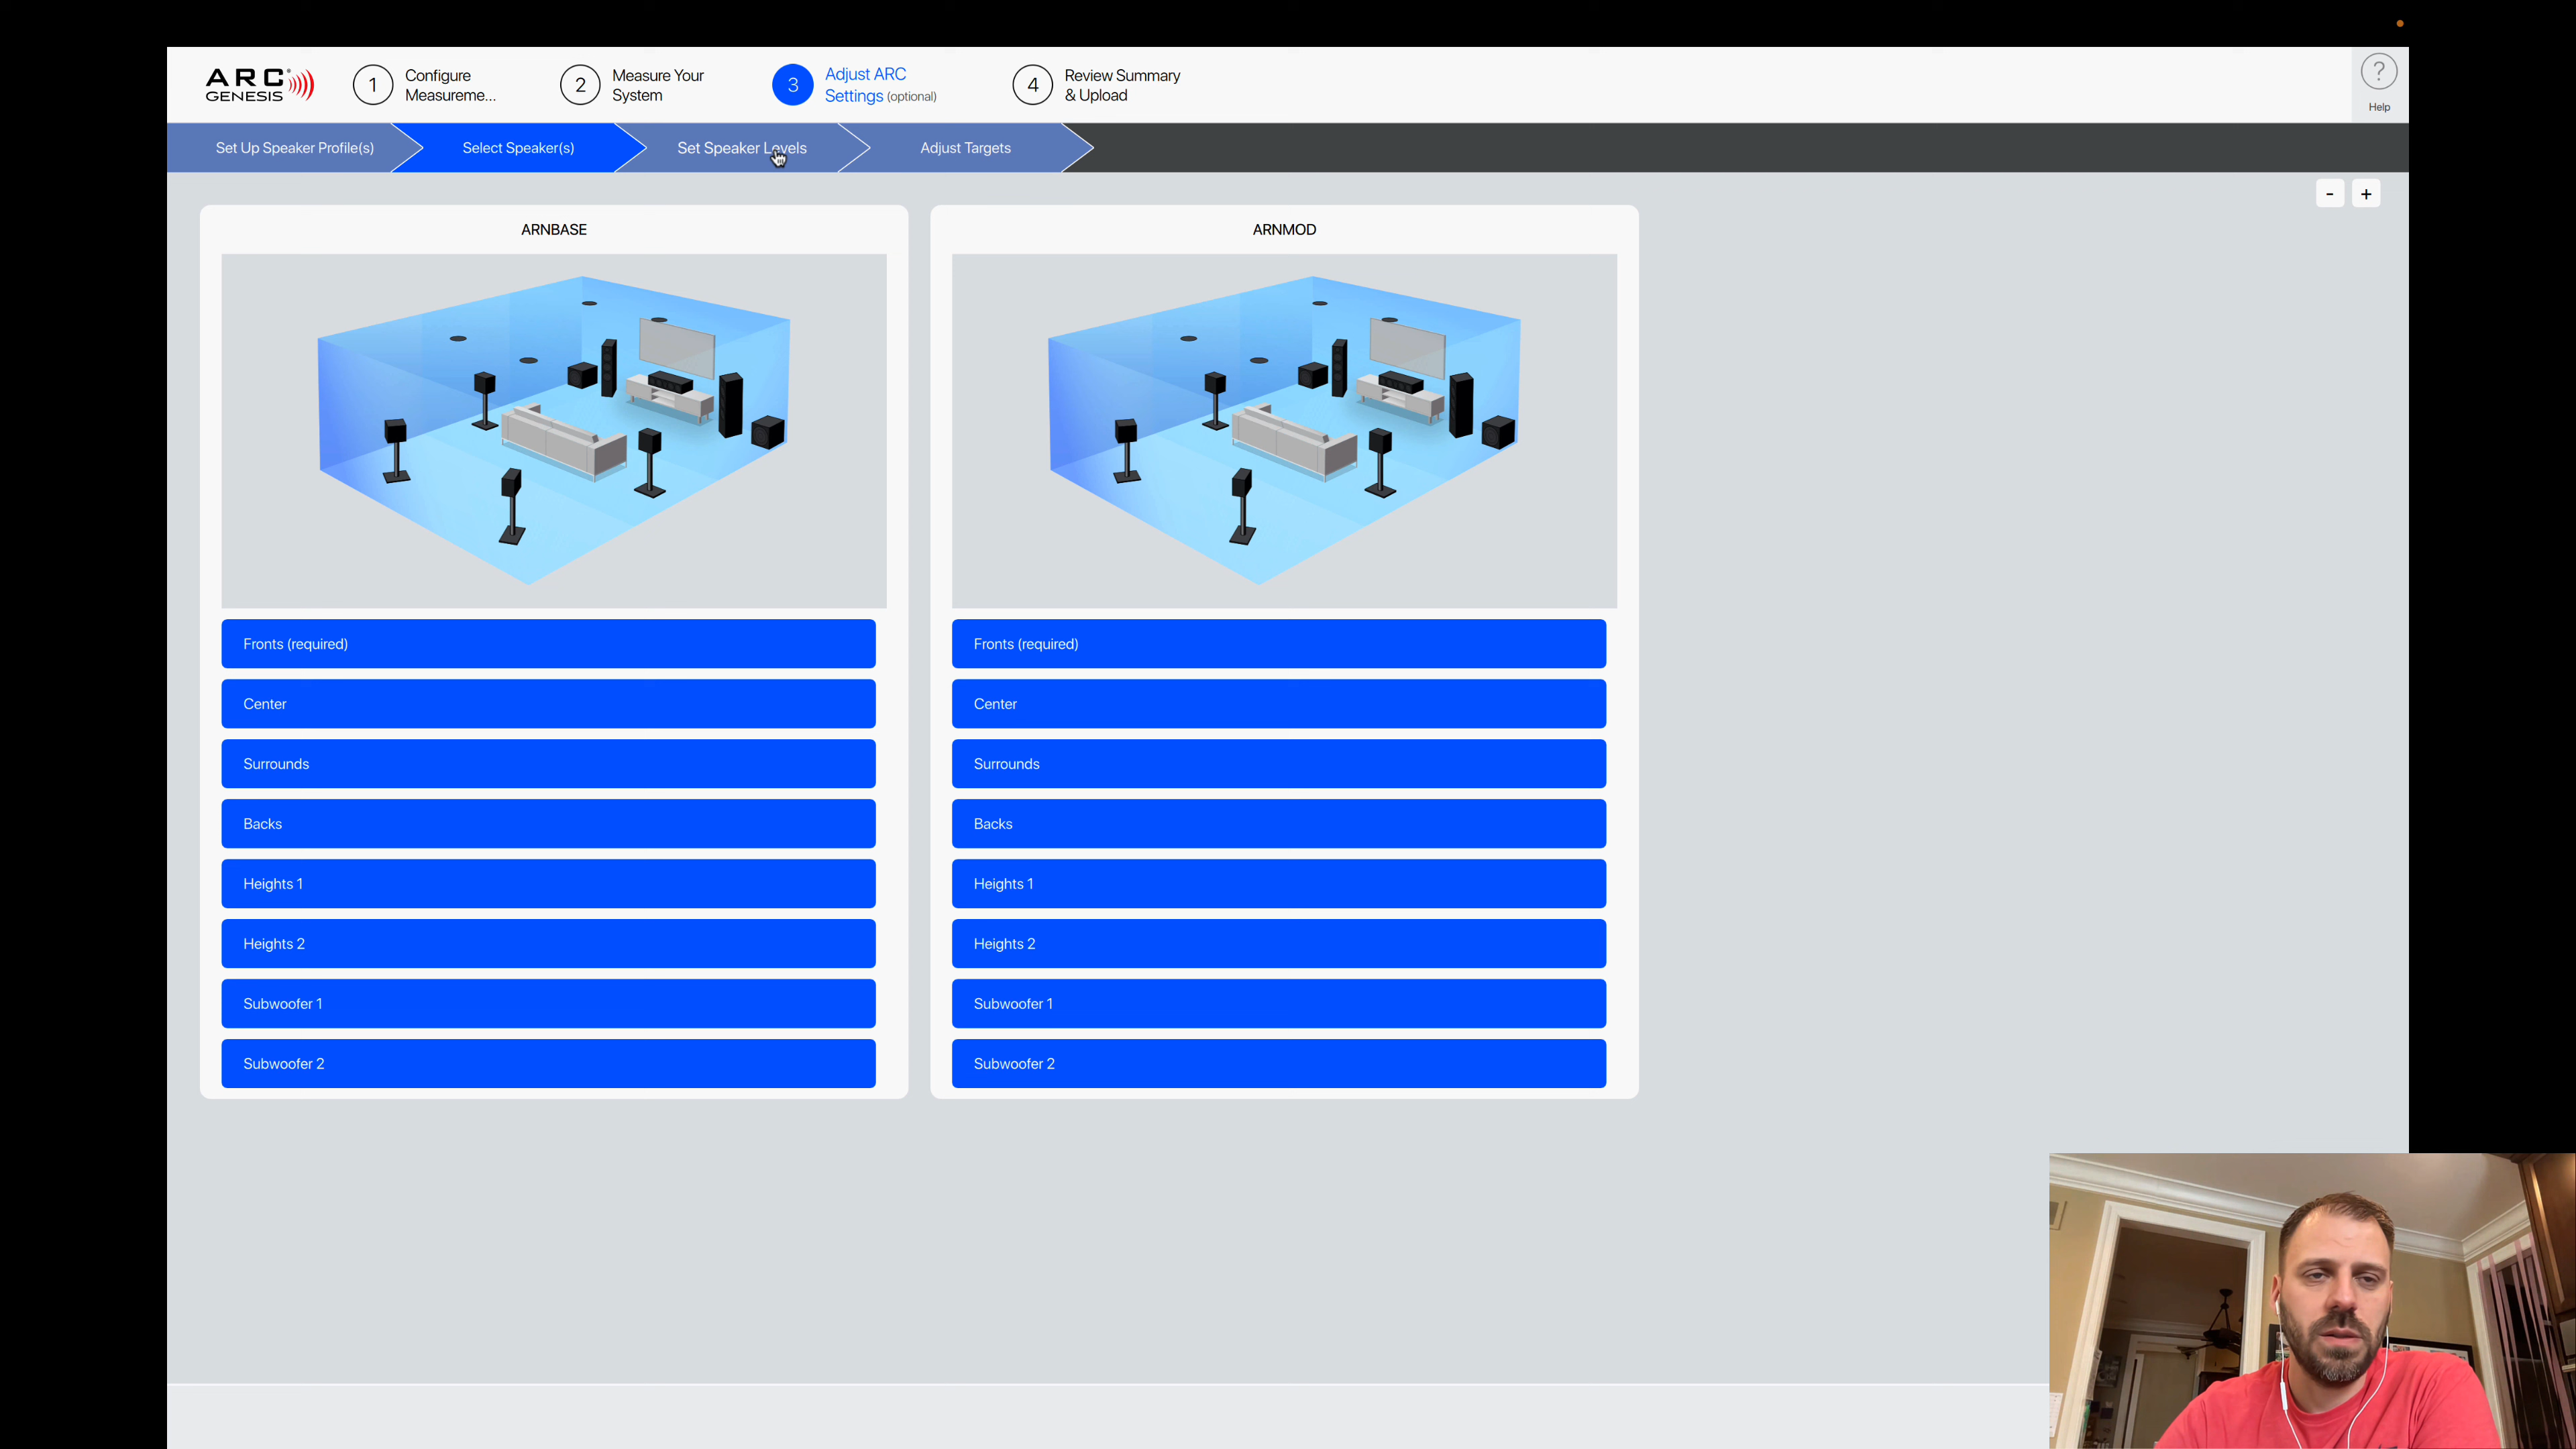 ARC
GENESIS
1
Configure
Measureme...
2
Measure Your
System
3
Adjust ARC
Settings (optional)
4
Review Summary
& Upload
?
Help
Set Up Speaker Profile(s)
Select Speaker(s)
Set Speaker Levels
Adjust Targets
- +
ARNBASE
Fronts (required)
Center
Surrounds
Backs
Heights 1
Heights 2
Subwoofer 1
Subwoofer 2
ARNMOD
Fronts (required)
Center
Surrounds
Backs
Heights 1
Heights 2
Subwoofer 1
Subwoofer 2